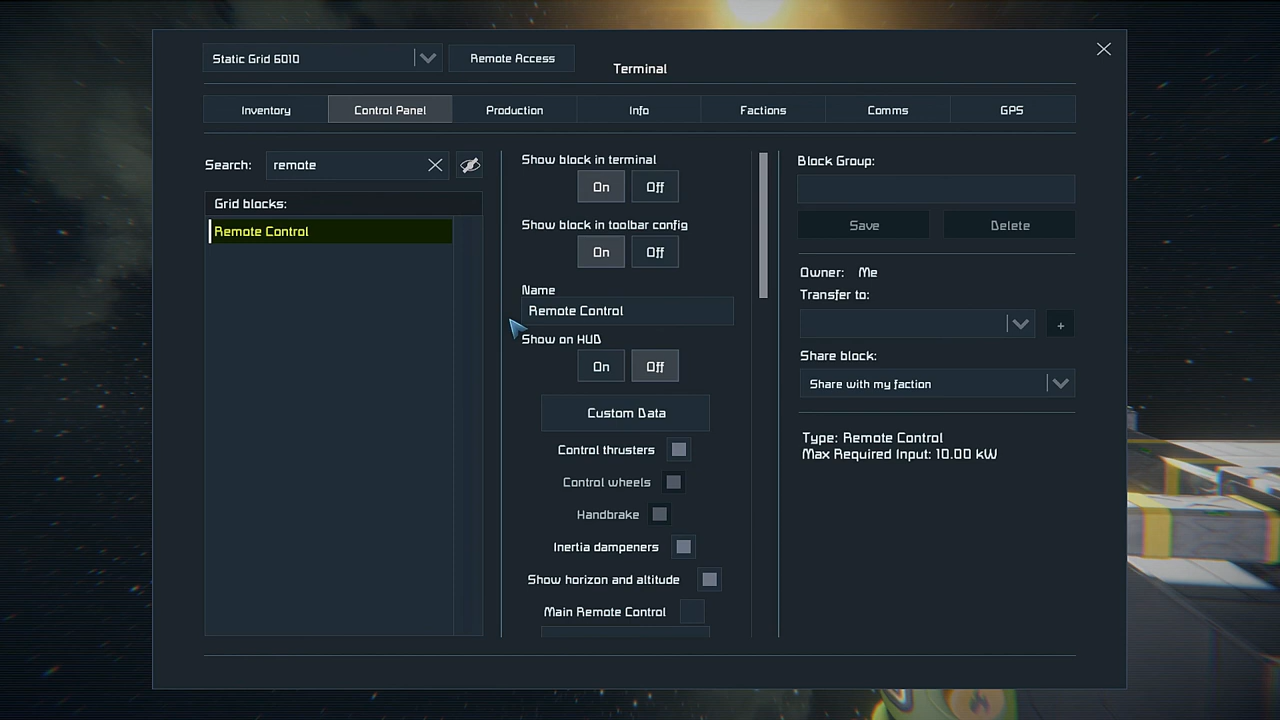 Static Grid 6010
Remote Access
Terminal
Inventory
Control Panel
Production
Info
Factions
Comms
GPS
Search:
remote
Grid blocks:
Remote Control
Show block in terminal
On
Off
Show block in toolbar config
On
Off
Name
Remote Control
Show on HUD
On
Off
Custom Data
Control thrusters
Control wheels
Handbrake
Inertia dampeners
Show horizon and altitude
Main Remote Control
Block Group:
Save
Delete
Owner: Me
Transfer to:
+
Share block:
Share with my faction
Type: Remote Control
Max Required Input: 10.00 kW